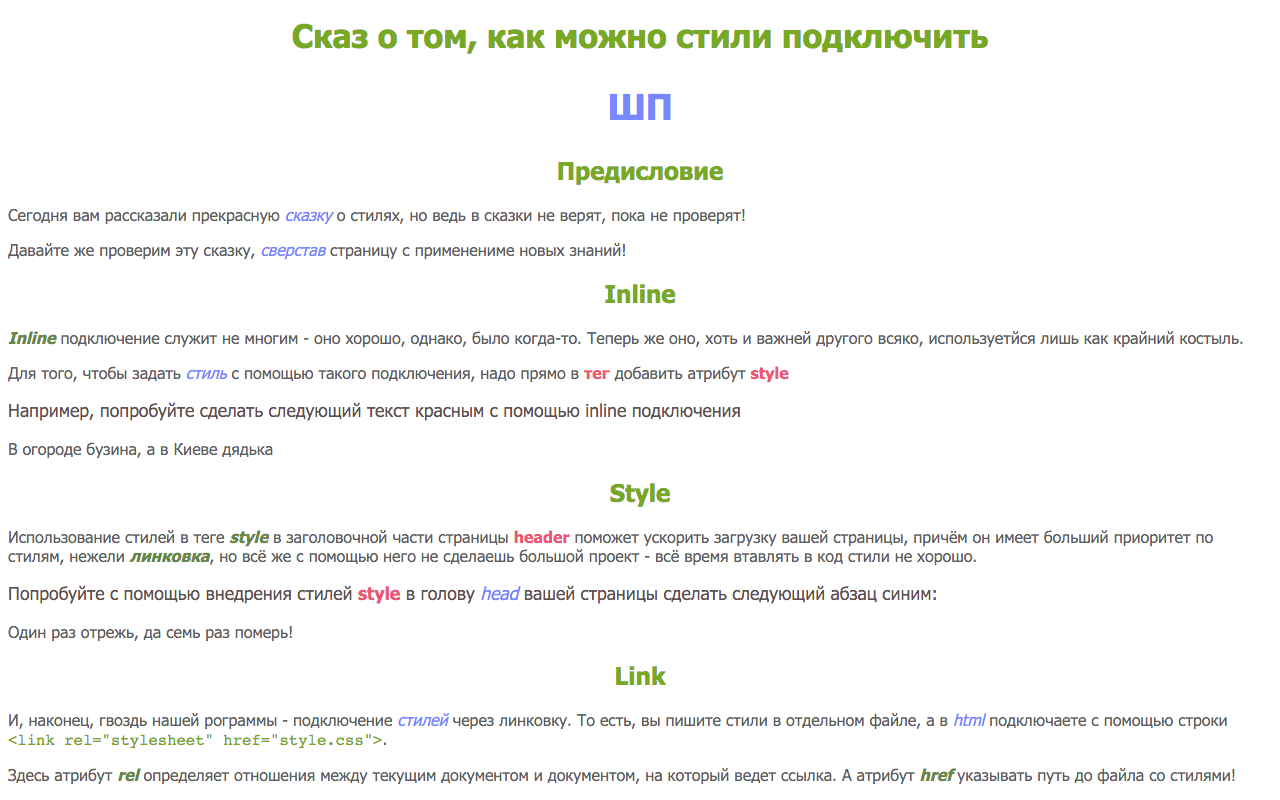 Сказ о том, как можно стили подключить
ШП
Предисловие
Сегодня вам рассказали прекрасную сказку о стилях, но ведь в сказки не верят, пока не проверят!
Давайте же проверим эту сказку, сверстав страницу с применениме новых знаний!
Inline
Inline подключение служит не многим - оно хорошо, однако, было когда-то. Теперь же оно, хоть и важней другого всяко, используетйся лишь как крайний костыль.
Для того, чтобы задать стиль с помощью такого подключения, надо прямо в тег добавить атрибут style
Например, попробуйте сделать следующий текст красным с помощью inline подключения
В огороде бузина, а в Киеве дядька
Style
Использование стилей в теге style в заголовочной части страницы header поможет ускорить загрузку вашей страницы, причём он имеет больший приоритет по
стилям, нежели линковка, но всё же с помощью него не сделаешь большой проект - всё время втавлять в код стили не хорошо.
Попробуйте с помощью внедрения стилей style в голову head вашей страницы сделать следующий абзац синим:
Один раз отрежь, да семь раз померь!
Link
И, наконец, гвоздь нашей рограммы - подключение стилей через линковку. То есть, вы пишите стили в отдельном файле, а в html подключаете с помощью строки
<link rel="stylesheet" href="style.css">.
Здесь атрибут rel определяет отношения между текущим документом и документом, на который ведет ссылка. А атрибут href указывать путь до файла со стилями!